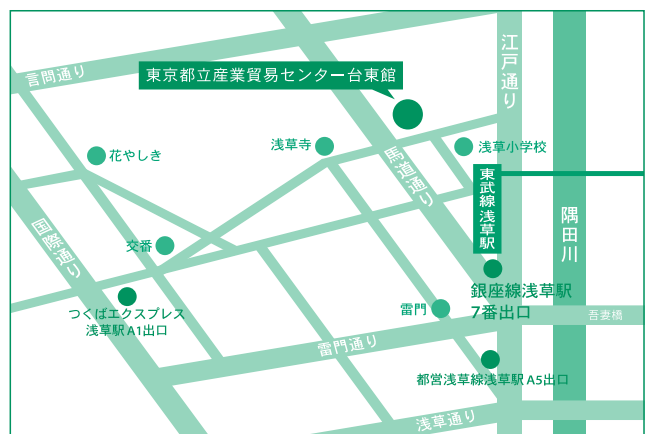 言問通り
江戸通り
東京都立産業貿易センター台東館
花やしき
浅草寺
浅草小学校
馬道通り
東武線浅草駅
国際通り
隅田川
交番
銀座線浅草駅
7番出口
つくばエクスプレス
浅草駅A1出口
雷門
吾妻橋
雷門通り
都営浅草線浅草駅A5出口
浅草通り